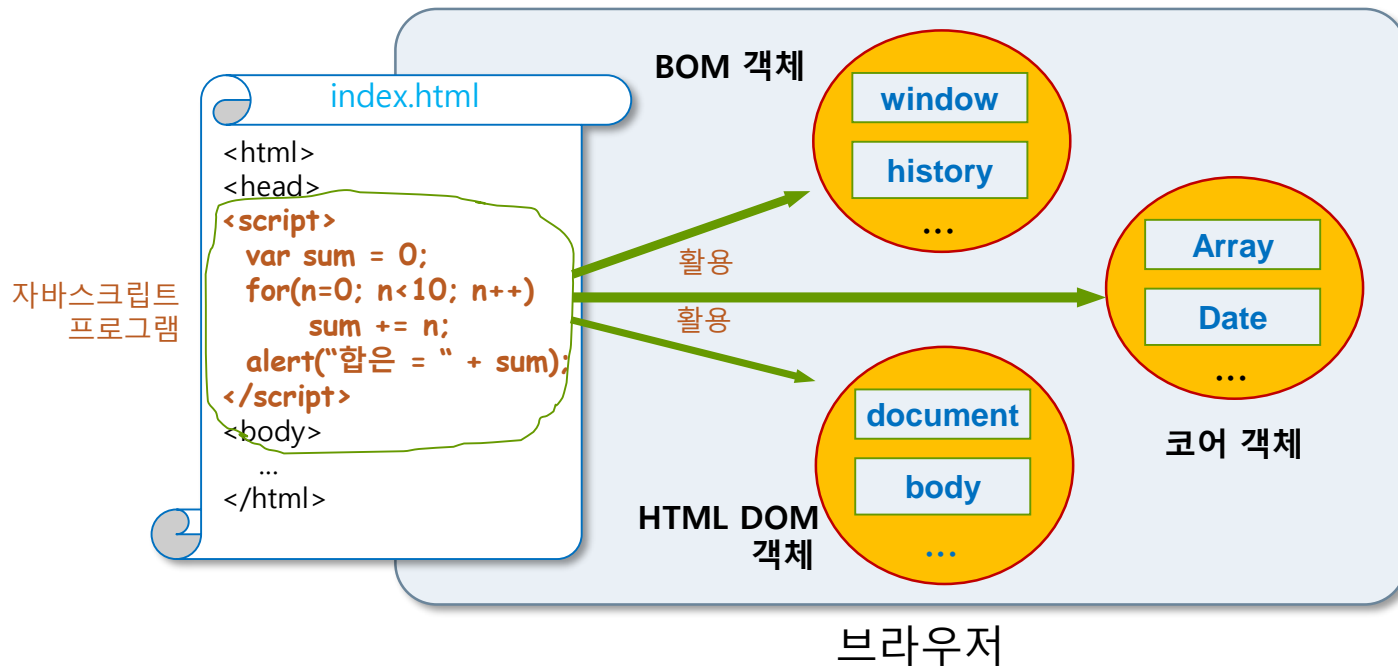 index.html
<html>
<head>
<script>
var sum = 0;
for(n=0; n<10; n++)
sum += n;
alert(“합은 = “ + sum);
</script>
<body>
...
</html>
자바스크립트
프로그램
활용
활용
BOM 객체
window
history
...
Array
Date
...
코어 객체
document
body
...
HTML DOM
객체
브라우저